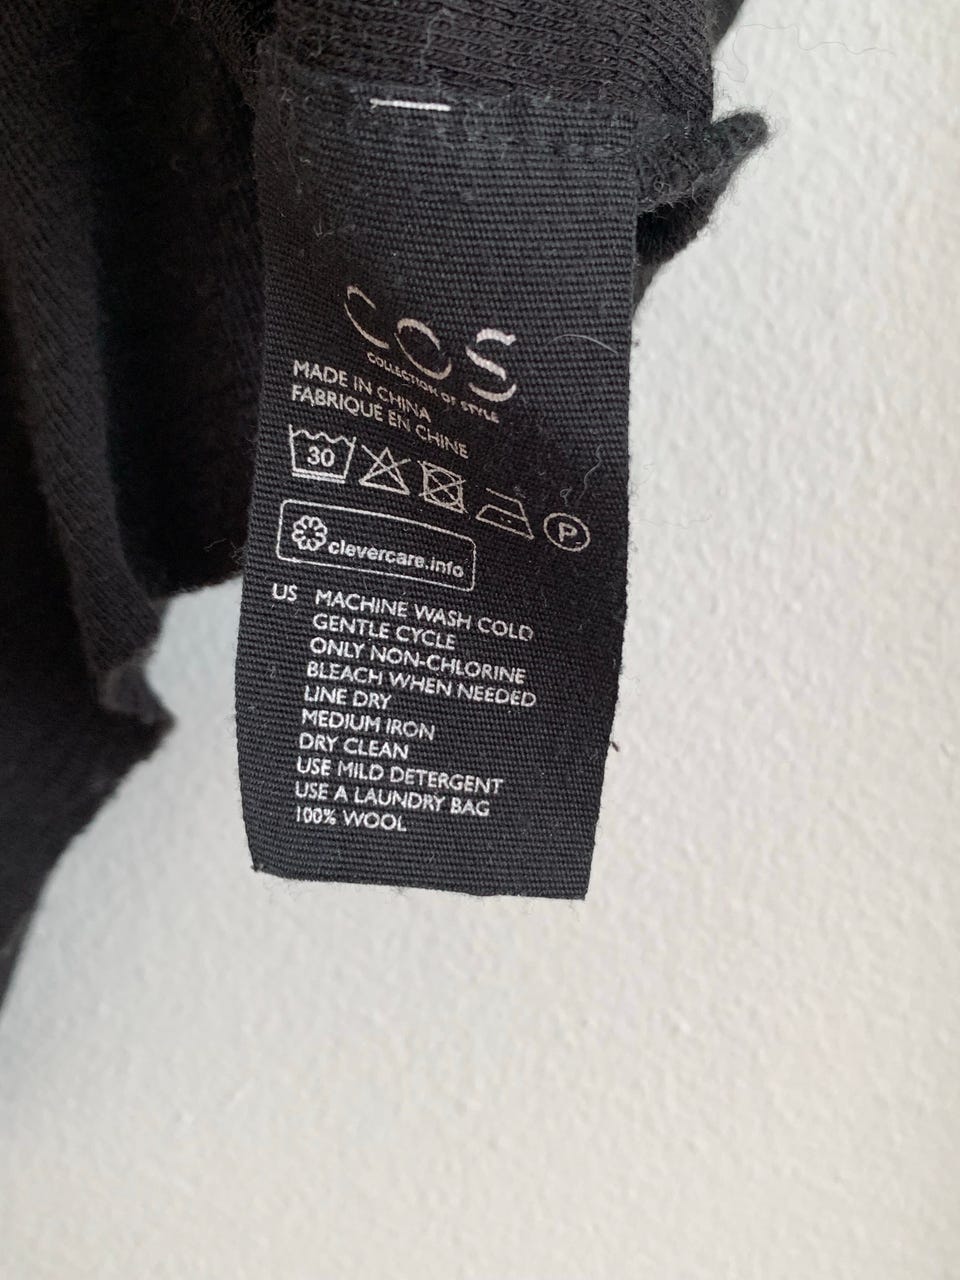 COS
COLLECTION OF STYLE
MADE IN CHINA
FABRIQUÉ EN CHINE
30
P
clevercare.info
US MACHINE WASH COLD
GENTLE CYCLE
ONLY NON-CHLORINE
BLEACH WHEN NEEDED
LINE DRY
MEDIUM IRON
DRY CLEAN
USE MILD DETERGENT
USE A LAUNDRY BAG
100% WOOL